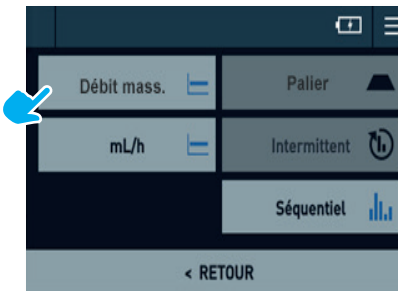 Débit mass.
Palier
mL/h
Intermittent
Séquentiel
< RETOUR